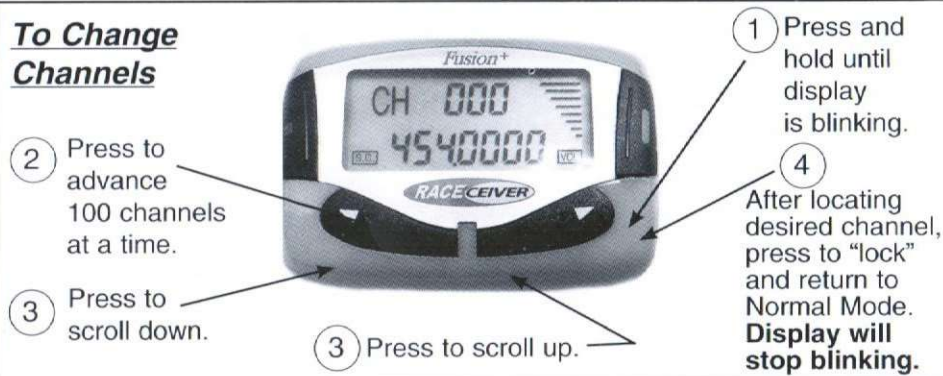 To Change
Channels
Fusion+
CH 000
454.0000
RACECEIVER
1 Press and
hold until
display
is blinking.
2 Press to
advance
100 channels
at a time.
3 Press to
scroll down.
3 Press to scroll up.
4
After locating
desired channel,
press to “lock”
and return to
Normal Mode.
Display will
stop blinking.